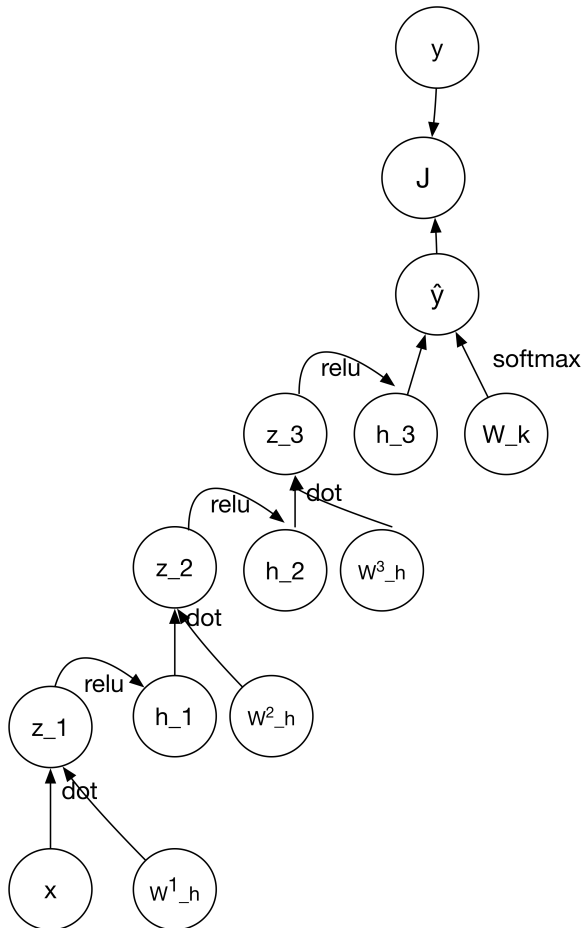 y
J
ŷ
softmax
relu
z_3
h_3
W_k
dot
relu
z_2
h_2
W³_h
dot
relu
z_1
h_1
W²_h
dot
x
W¹_h